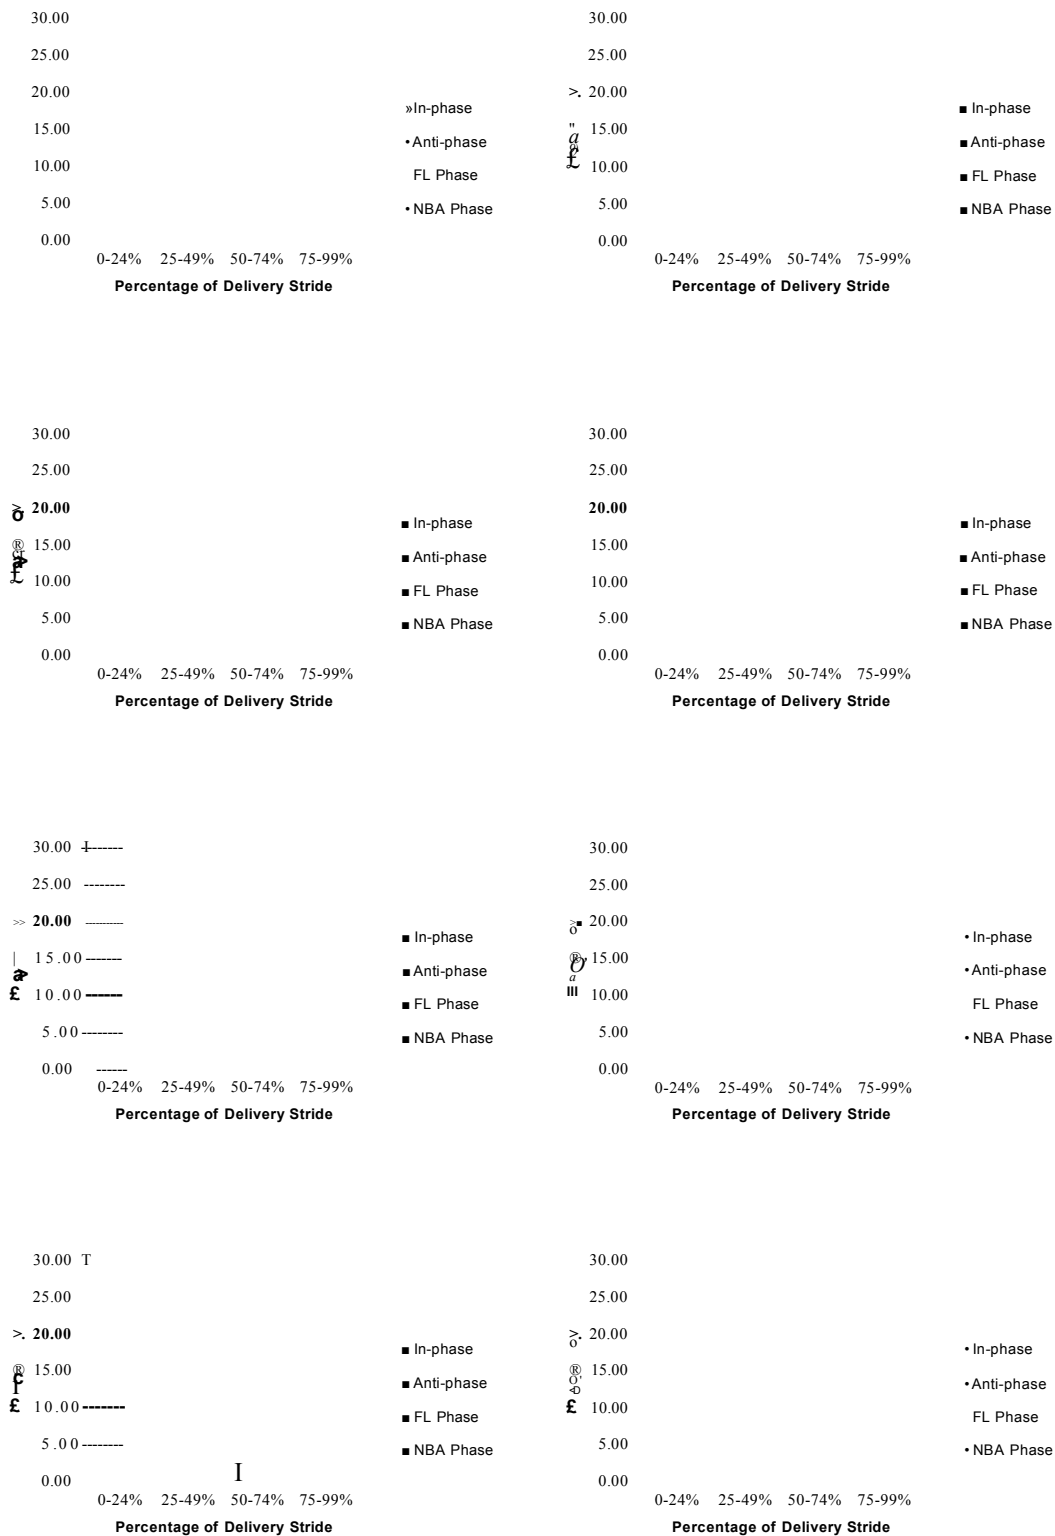 30.00
25.00
20.00
15.00
10.00
5.00
0.00
»In-phase
•Anti-phase
FL Phase
•NBA Phase
0-24% 25-49% 50-74% 75-99%
Percentage of Delivery Stride
30.00
25.00
>. 20.00
15.00
10.00
5.00
0.00
■ In-phase
■ Anti-phase
■ FL Phase
■ NBA Phase
0-24% 25-49% 50-74% 75-99%
Percentage of Delivery Stride
30.00
25.00
20.00
15.00
10.00
5.00
0.00
■ In-phase
■ Anti-phase
■ FL Phase
■ NBA Phase
0-24% 25-49% 50-74% 75-99%
Percentage of Delivery Stride
30.00
25.00
20.00
15.00
10.00
5.00
0.00
■ In-phase
■ Anti-phase
■ FL Phase
■ NBA Phase
0-24% 25-49% 50-74% 75-99%
Percentage of Delivery Stride
30.00
25.00
>> 20.00
15.00
£ 10.00
5.00
0.00
■ In-phase
■ Anti-phase
■ FL Phase
■ NBA Phase
0-24% 25-49% 50-74% 75-99%
Percentage of Delivery Stride
30.00
25.00
20.00
15.00
10.00
5.00
0.00
• In-phase
• Anti-phase
FL Phase
• NBA Phase
0-24% 25-49% 50-74% 75-99%
Percentage of Delivery Stride
30.00 T
25.00
>. 20.00
15.00
£ 10.00
5.00
0.00
I
■ In-phase
■ Anti-phase
■ FL Phase
■ NBA Phase
0-24% 25-49% 50-74% 75-99%
Percentage of Delivery Stride
30.00
25.00
20.00
15.00
£ 10.00
5.00
0.00
• In-phase
• Anti-phase
FL Phase
• NBA Phase
0-24% 25-49% 50-74% 75-99%
Percentage of Delivery Stride